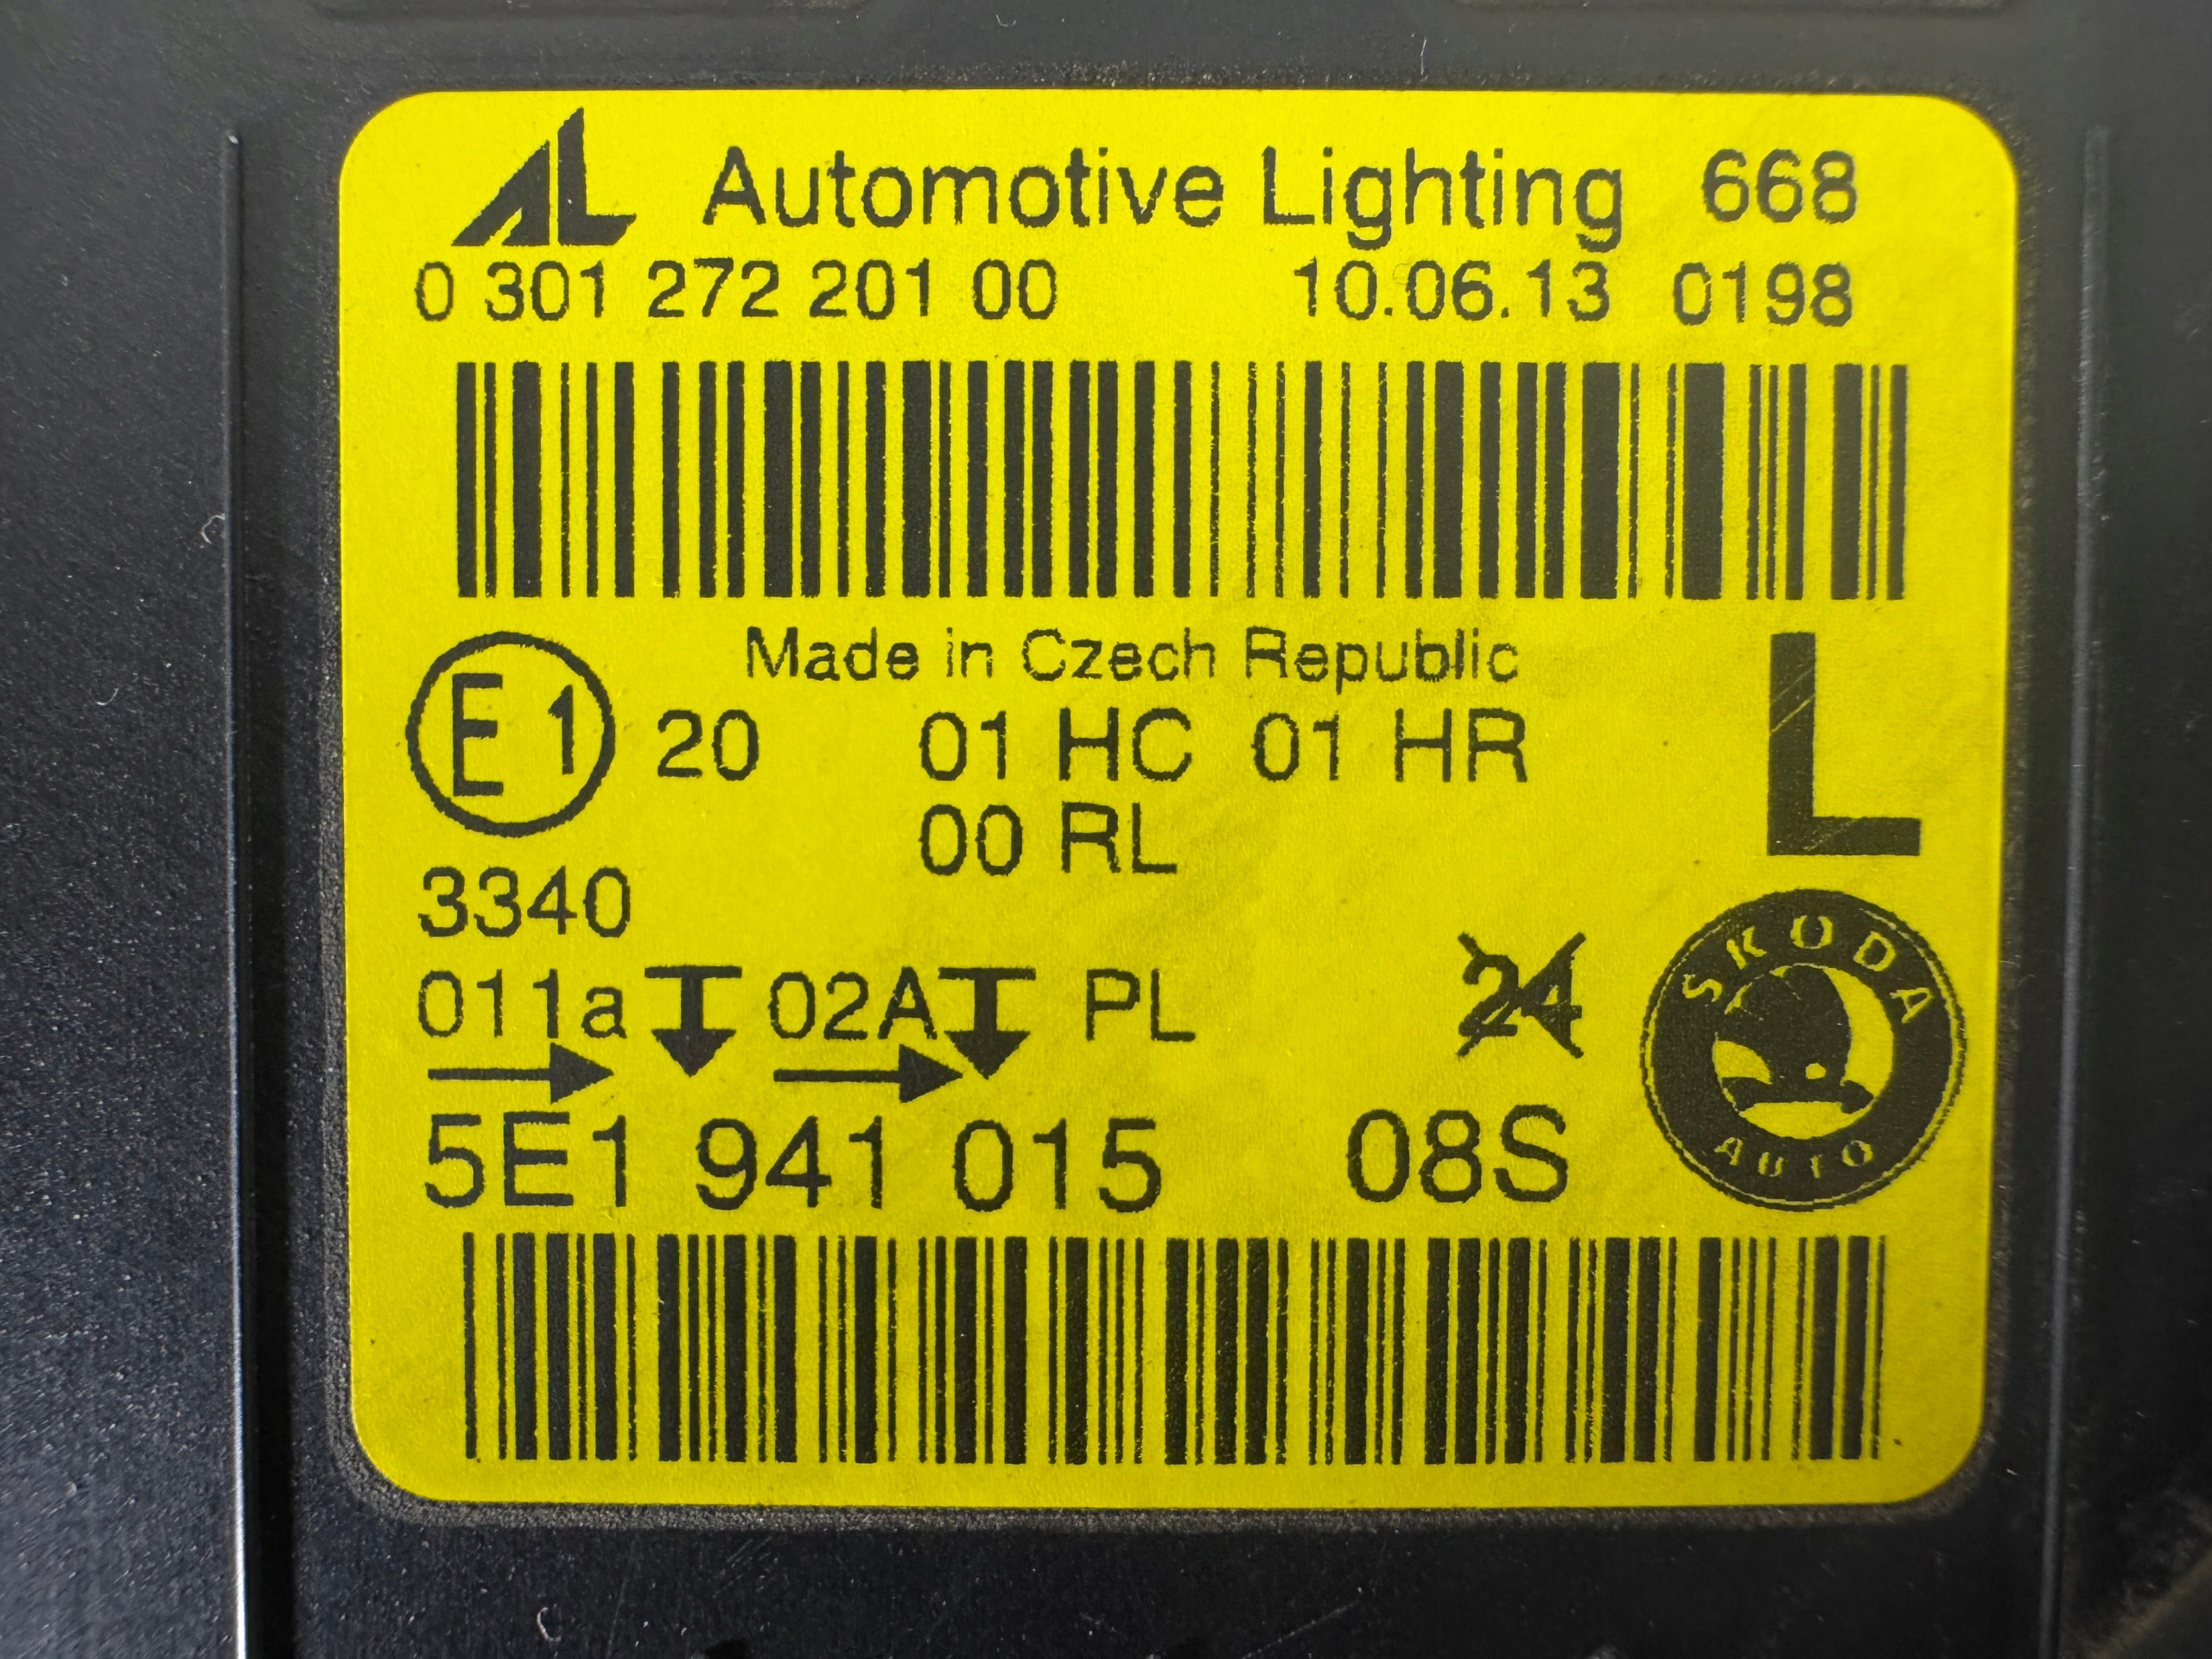 AL Automotive Lighting 668
0 301 272 201 00 10.06.13 0198
Made in Czech Republic
E1 20 01 HC 01 HR L
00 RL
3340
011a 02A PL 24
5E1 941 015 08S
SKODA
AUTO